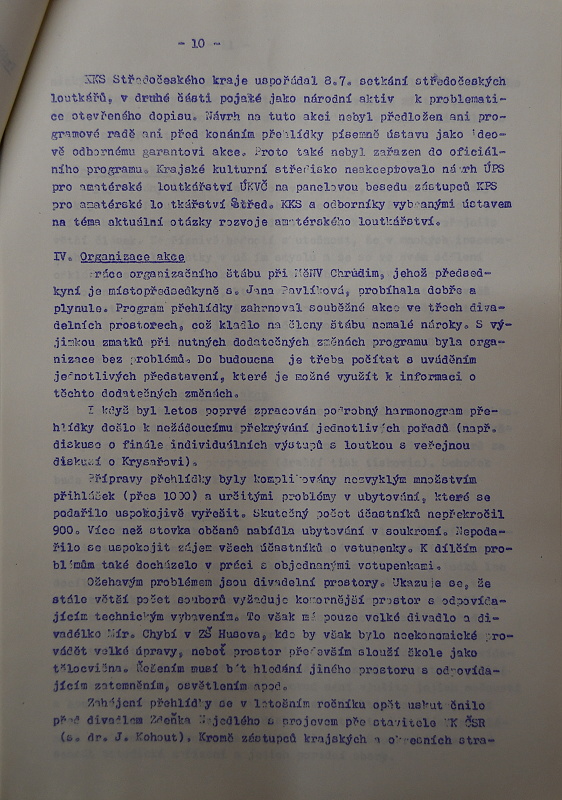 - 10 -
KKS Středočeského kraje uspořádal 8.7. setkání středočeských
loutkářů, v druhé části pojaté jako národní aktiv k problemati-
ce otevřeného dopisu. Návrh na tuto akci nebyl předložen ani pro-
gramové radě ani před konáním přehlídky písemně ústavu jako ideo-
vě odbornému garantovi akce. Proto také nebyl zařazen do oficiál-
ního programu. Krajské kulturní středisko neakceptovalo návrh ÚPS
pro amatérské loutkářství ÚKVČ na panelovou besedu zástupců KPS
pro amatérské lo tkářství Střed. KKS a odborníky vybranými ústavem
na téma aktuální otázky rozvoje amatérského loutkářství.
IV. Organizace akce
Práce organizačního štábu při MěNV Chrudim, jehož předsed-
kyní je místopředsedkyně s. Jana Pavlíková, probíhala dobře a
plynule. Program přehlídky zahrnoval souběžné akce ve třech diva-
delních prostorech, což kladlo na členy štábu nemalé nároky. S vý-
jimkou zmatků při nutných dodatečných změnách programu byla orga-
nizace bez problémů. Do budoucna je třeba počítat s uváděním
jednotlivých představení, které je možné využít k informaci o
těchto dodatečných změnách.
I když byl letos poprvé zpracován podrobný harmonogram pře-
hlídky došlo k nežádoucímu překrývání jednotlivých pořadů (např.
diskuse o finále individuálních výstupů s loutkou s veřejnou
diskusí o Krysařovi).
Přípravy přehlídky byly komplikovány nesvyklým množstvím
přihlášek (přes 1000) a určitými problémy v ubytování, které se
podařilo uspokojivě vyřešit. Skutečný počet účastníků nepřekročil
900. Více než stovka občanů nabídla ubytování v soukromí. Nepoda-
řilo se uspokojit zájem všech účastníků o vstupenky. K dílčím pro-
blémům také docházelo v práci s objednanými vstupenkami.
Ožehavým problémem jsou divadelní prostory. Ukazuje se, že
stále větší počet souborů vyžaduje komornější prostor s odpovída-
jícím technickým vybavením. To však má pouze velké divadlo a di-
vadélko Mír. Chybí v ZŠ Husova, kde by však bylo neekonomické pro-
vádět velké úpravy, neboť prostor především slouží škole jako
tělocvična. Řešením musí být hledání jiného prostoru s odpovída-
jícím zatemněním, osvětlením apod.
Zahájení přehlídky se v letošním ročníku opět uskutečnilo
před divadlem Zdeňka Nejedlého s projevem představitele MK ČSR
(s. dr. J. Kohout). Kromě zástupců krajských a okresních stra-